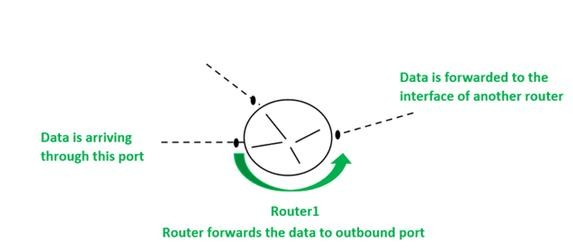 Data is forwarded to the
interface of another router
Data is arriving
through this port
Router1
Router forwards the data to outbound port